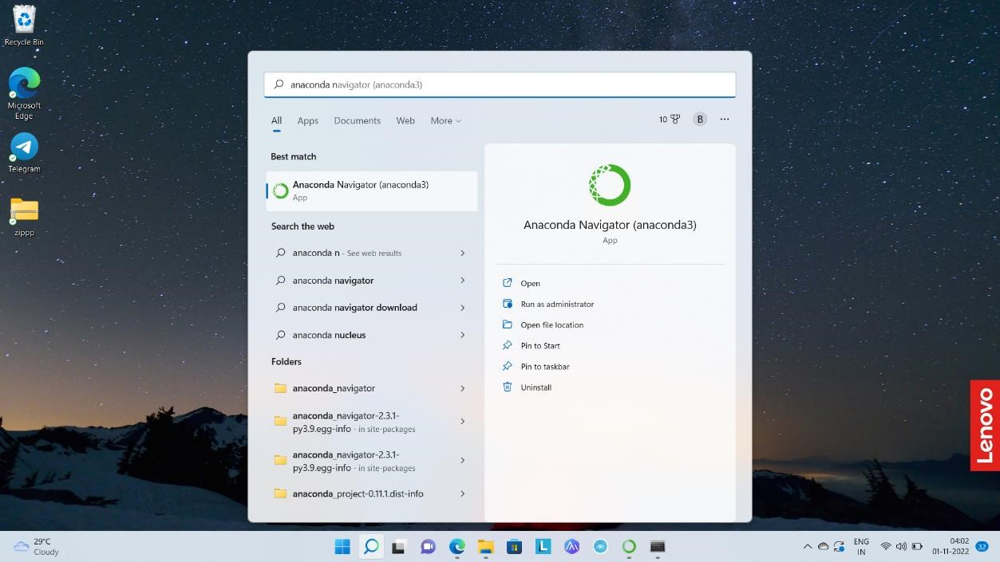 Recycle Bin
Microsoft
Edge
Telegram
zippp
anaconda navigator (anaconda3)
All Apps Documents Web More
10 B ...
Best match
Anaconda Navigator (anaconda3)
App
Search the web
anaconda n - See web results
anaconda navigator
anaconda navigator download
anaconda nucleus
Folders
anaconda_navigator
anaconda_navigator-2.3.1-
py3.9.egg-info - in site-packages
anaconda_navigator-2.3.1-
py3.9.egg-info - in site-packages
anaconda_project-0.11.1.dist-info
Anaconda Navigator (anaconda3)
App
Open
Run as administrator
Open file location
Pin to Start
Pin to taskbar
Uninstall
Lenovo
29°C
Cloudy
L
ENG
IN
04:02
01-11-2022
32